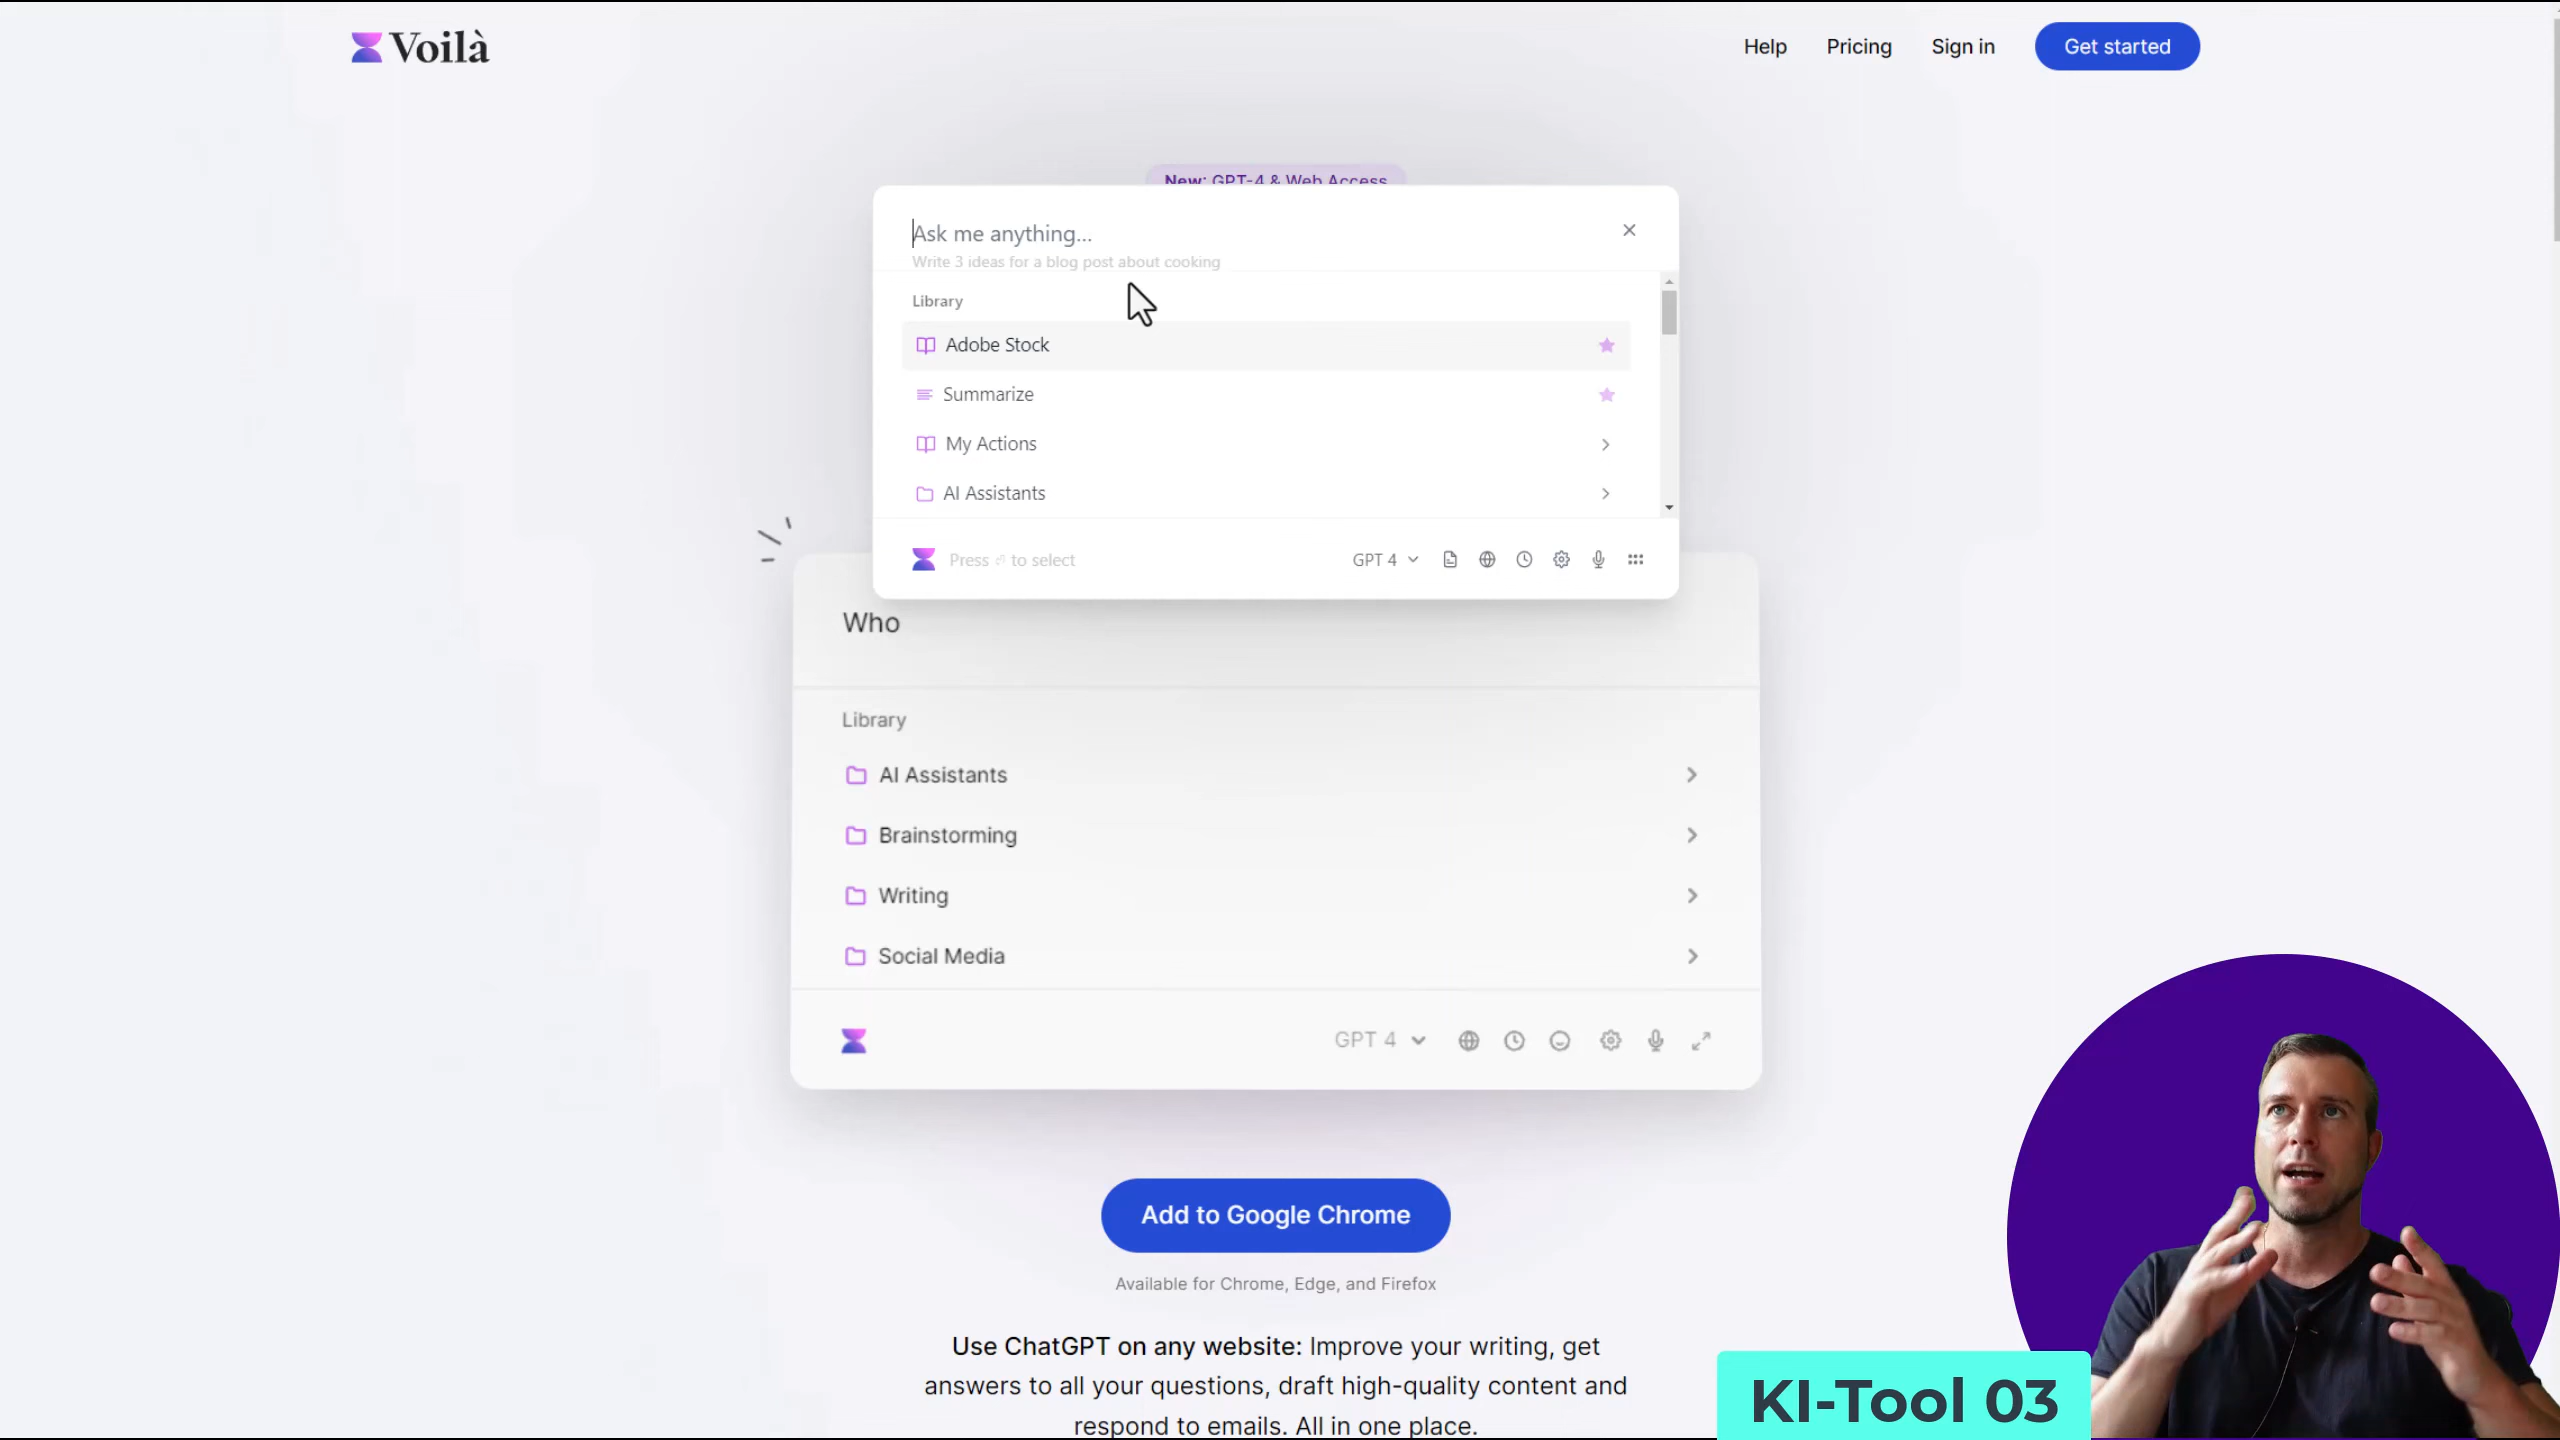 Voilà
Help Pricing Sign in Get started
New: GPT-4 & Web Access
Ask me anything...
Write 3 ideas for a blog post about cooking
Library
Adobe Stock
Summarize
My Actions
AI Assistants
Press ⏎ to select GPT 4
Who
Library
AI Assistants
Brainstorming
Writing
Social Media
GPT 4
Add to Google Chrome
Available for Chrome, Edge, and Firefox
Use ChatGPT on any website: Improve your writing, get
answers to all your questions, draft high-quality content and
respond to emails. All in one place.
KI-Tool 03